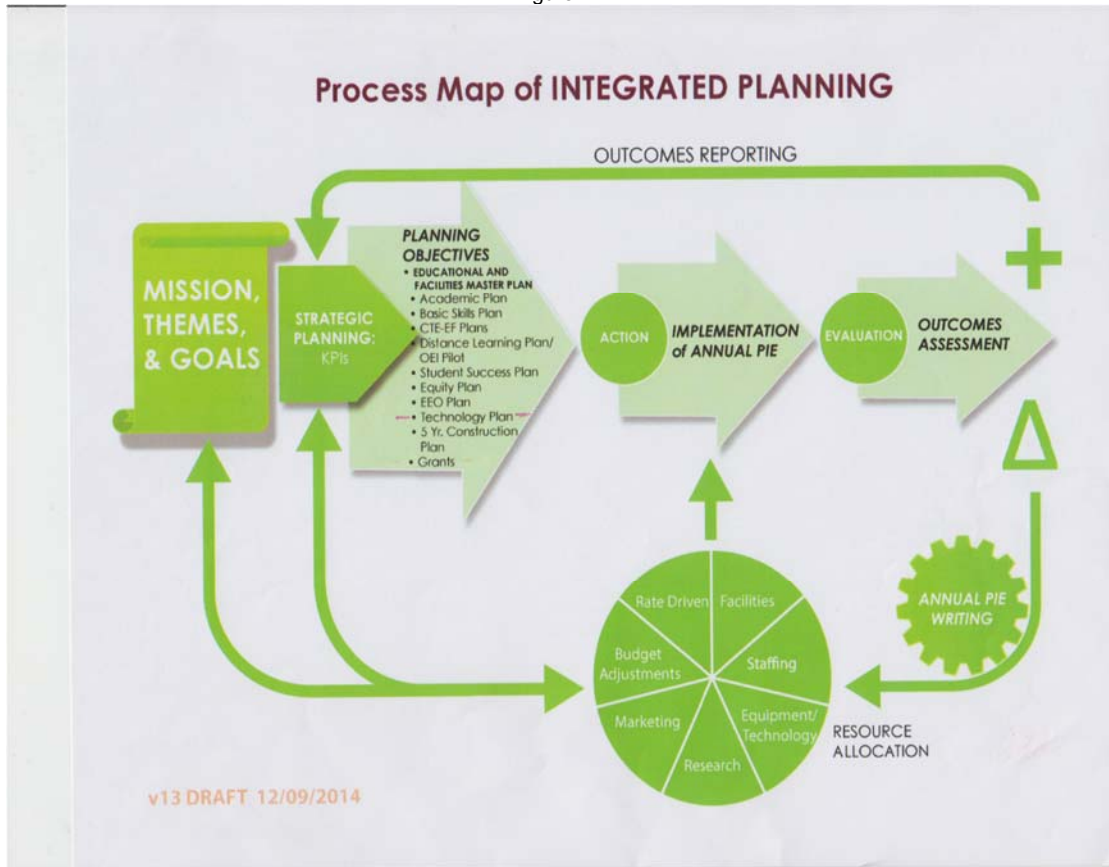 Process Map of INTEGRATED PLANNING
OUTCOMES REPORTING
MISSION,
THEMES,
& GOALS
STRATEGIC
PLANNING:
KPIs
PLANNING
OBJECTIVES
• EDUCATIONAL AND
FACILITIES MASTER PLAN
• Academic Plan
• Basic Skills Plan
• CTE-EF Plans
• Distance Learning Plan/
OEI Pilot
• Student Success Plan
• Equity Plan
• EEO Plan
• Technology Plan
• 5 Yr. Construction
Plan
• Grants
ACTION
IMPLEMENTATION
of ANNUAL PIE
EVALUATION
OUTCOMES
ASSESSMENT
+
Δ
ANNUAL PIE
WRITING
Rate Driven
Facilities
Budget
Adjustments
Staffing
Marketing
Equipment/
Technology
Research
RESOURCE
ALLOCATION
v13 DRAFT 12/09/2014